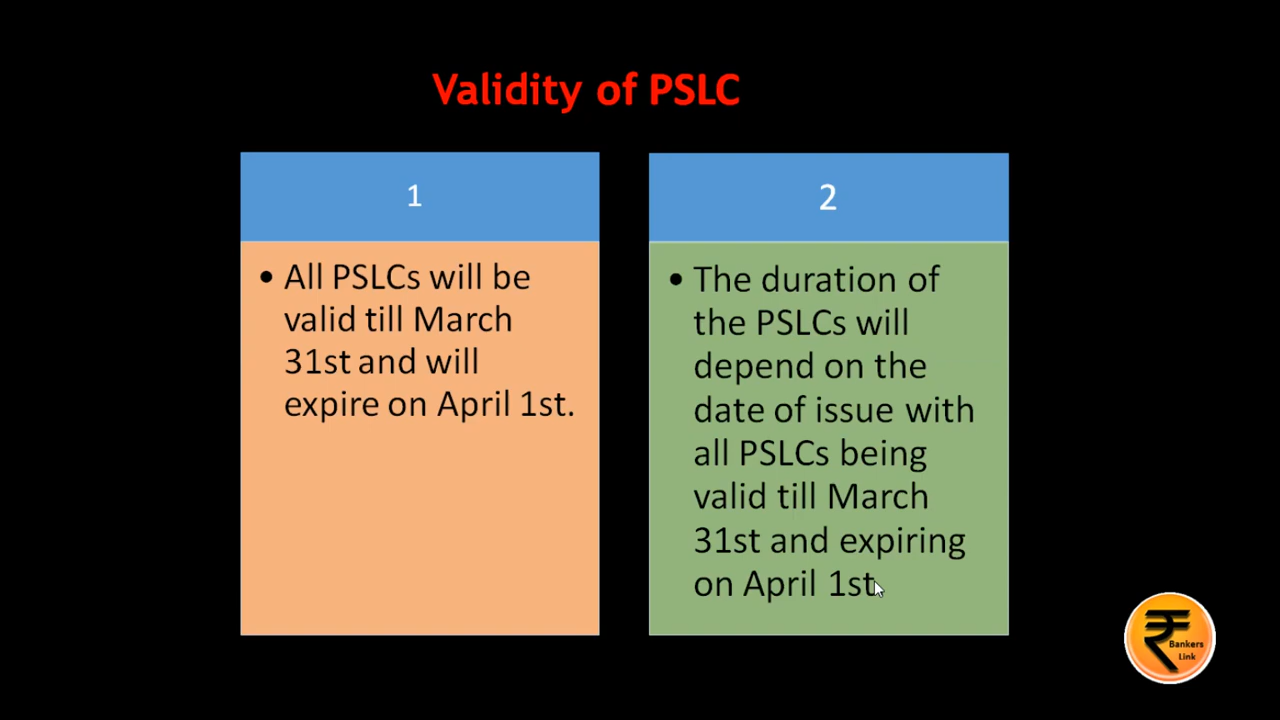 Validity of PSLC
1
• All PSLCs will be
valid till March
31st and will
expire on April 1st.
2
• The duration of
the PSLCs will
depend on the
date of issue with
all PSLCs being
valid till March
31st and expiring
on April 1st.
₹
Bankers
Link